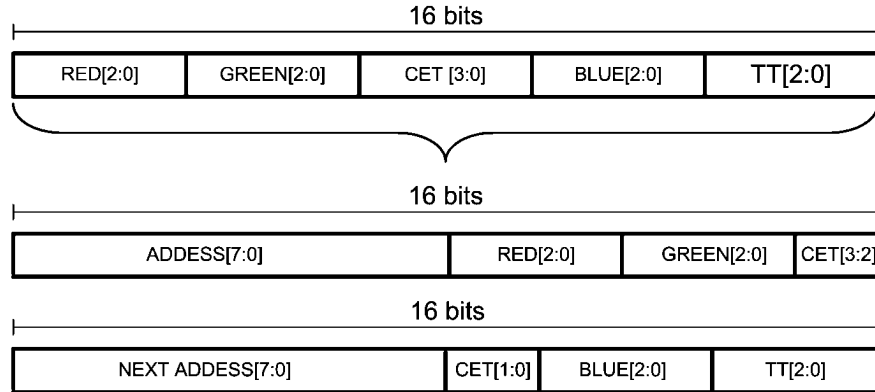 16 bits
RED[2:0] GREEN[2:0] CET [3:0] BLUE[2:0] TT[2:0]
16 bits
ADDESS[7:0] RED[2:0] GREEN[2:0] CET[3:2]
16 bits
NEXT ADDESS[7:0] CET[1:0] BLUE[2:0] TT[2:0]